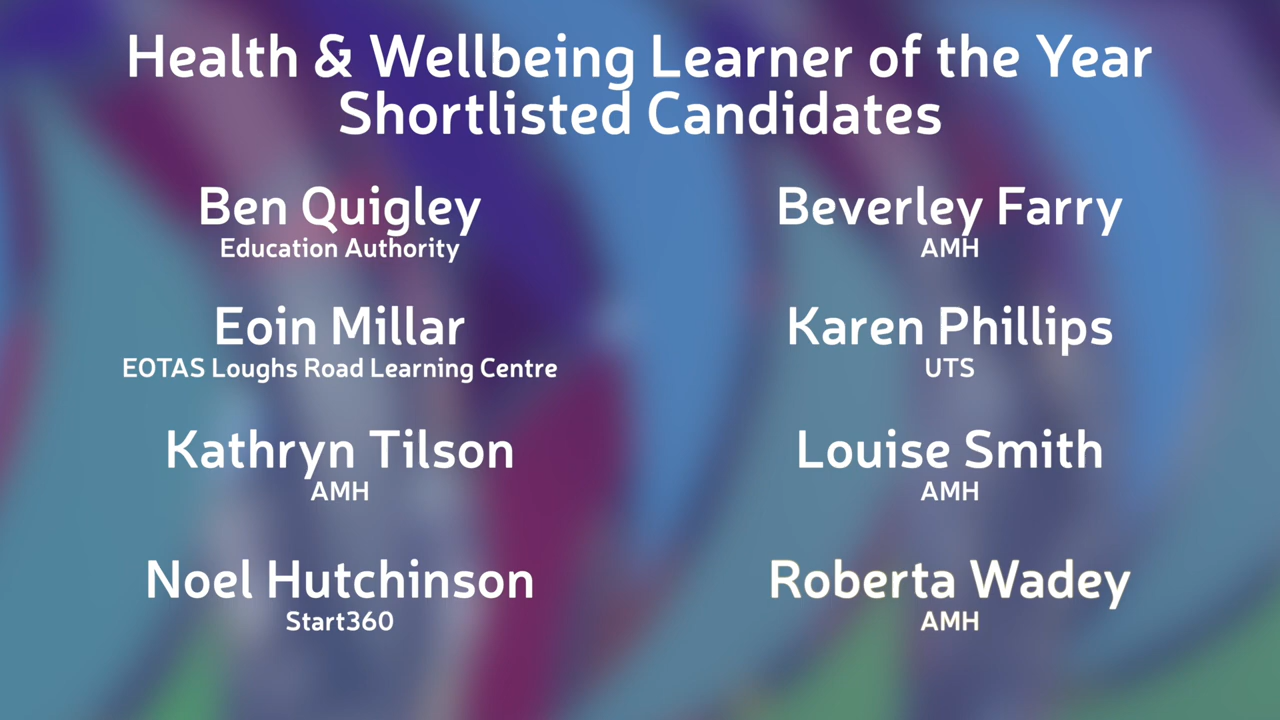 Health & Wellbeing Learner of the Year
Shortlisted Candidates
Ben Quigley
Education Authority
Beverley Farry
AMH
Eoin Millar
EOTAS Loughs Road Learning Centre
Karen Phillips
UTS
Kathryn Tilson
AMH
Louise Smith
AMH
Noel Hutchinson
Start360
Roberta Wadey
AMH